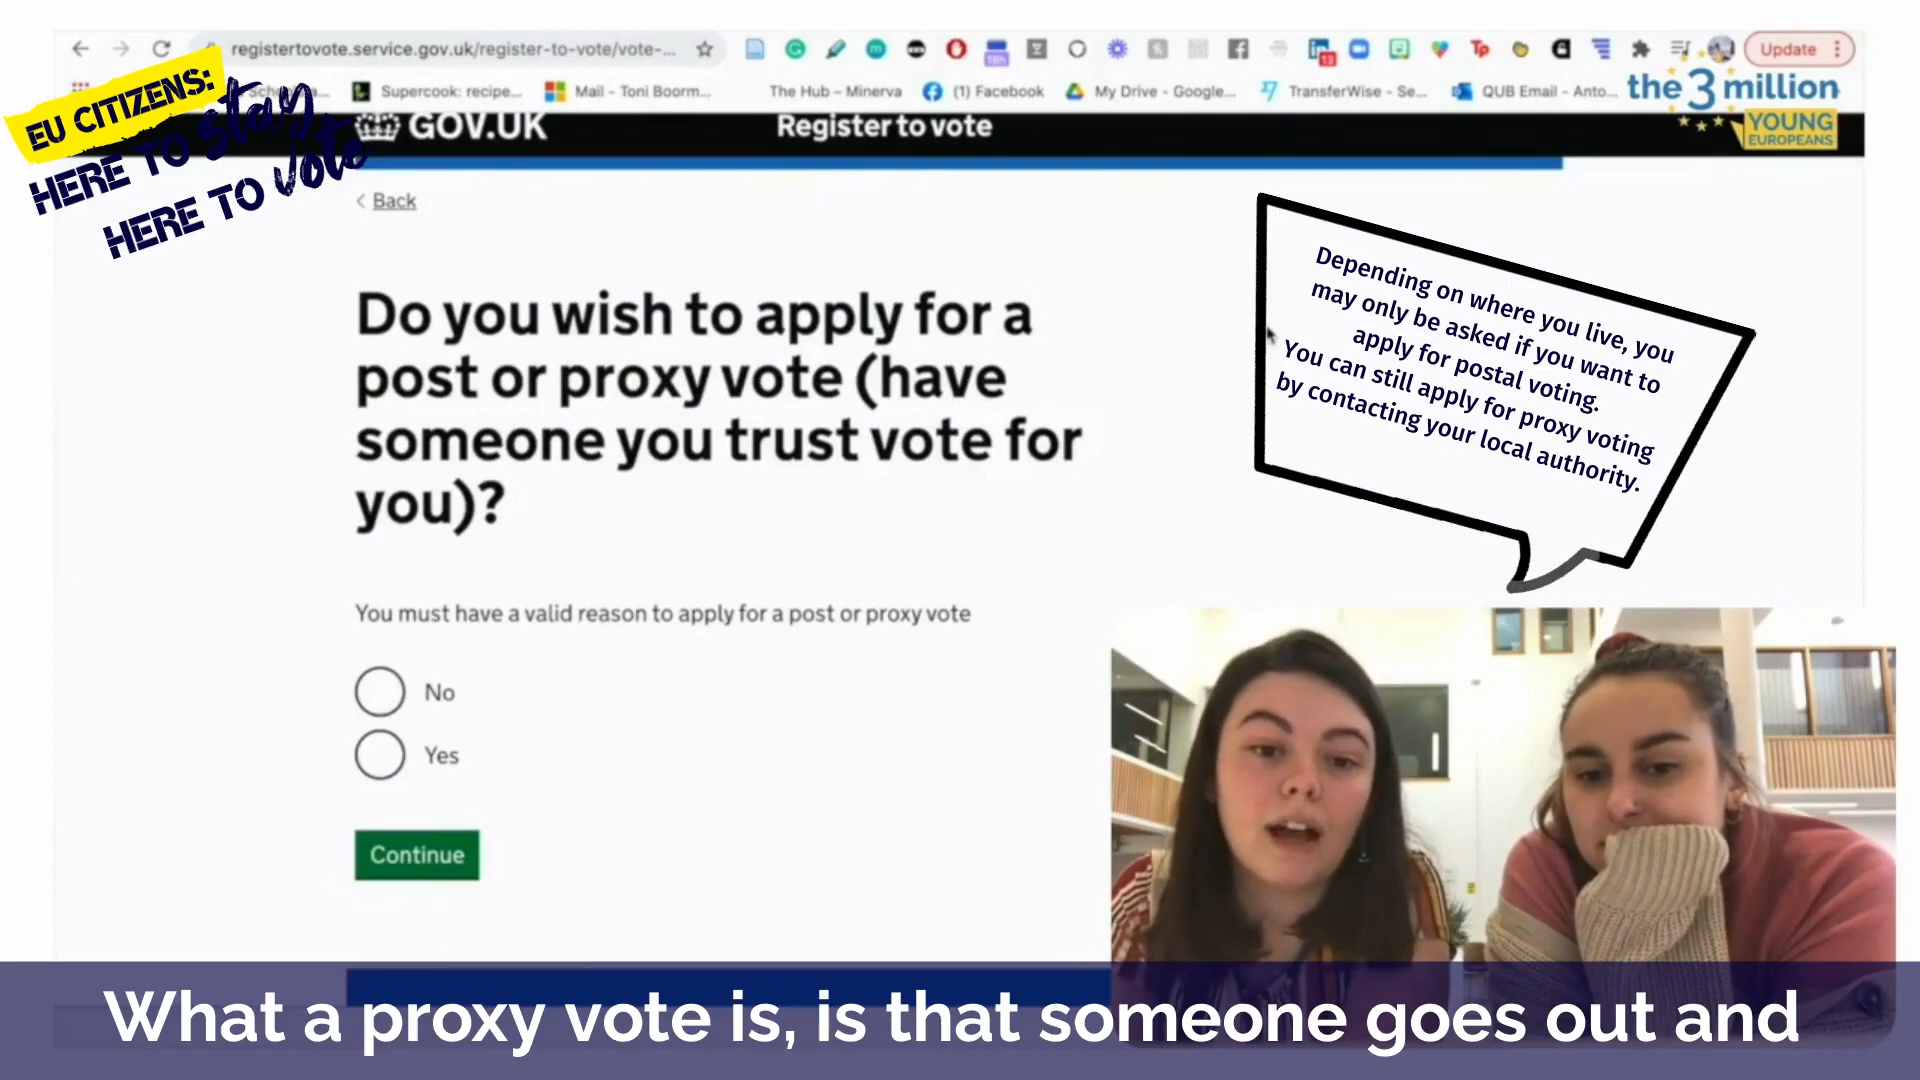 registertovote.service.gov.uk/register-to-vote/vote-...
Update
Supercook: recipe...
Mail - Toni Boorm...
The Hub – Minerva
(1) Facebook
My Drive - Google...
TransferWise - Se...
QUB Email - Anto...
the3million
YOUNG
EUROPEANS
EU CITIZENS:
HERE TO stay
HERE TO vote
GOV.UK
Register to vote
Back
Do you wish to apply for a
post or proxy vote (have
someone you trust vote for
you)?
You must have a valid reason to apply for a post or proxy vote
No
Yes
Continue
Depending on where you live, you
may only be asked if you want to
apply for postal voting.
You can still apply for proxy voting
by contacting your local authority.
What a proxy vote is, is that someone goes out and